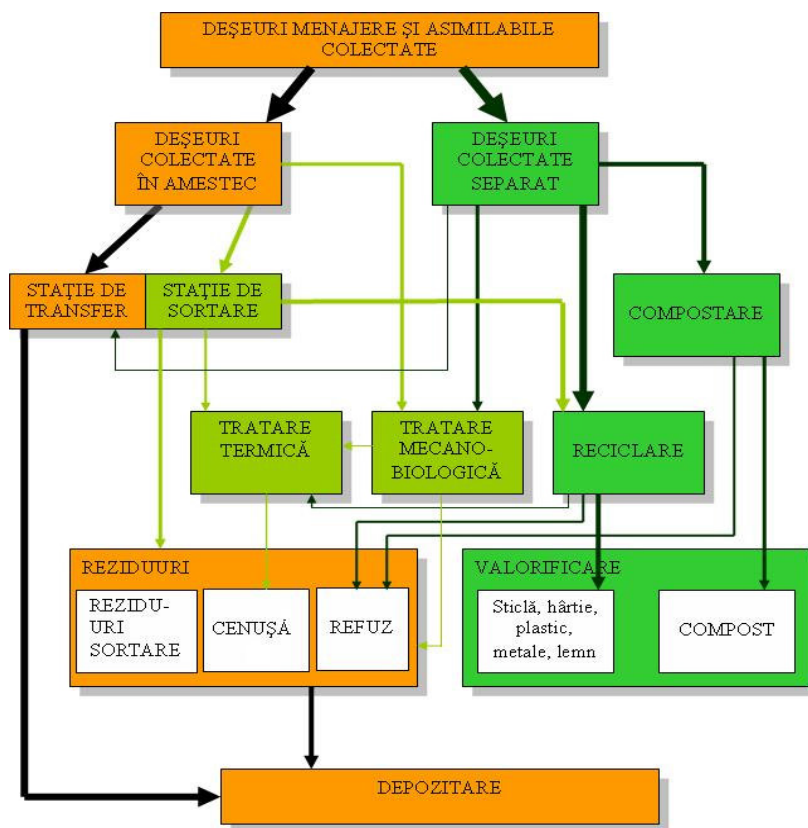 DEŞEURI MENAJERE ŞI ASIMILABILE
COLECTATE
DEŞEURI
COLECTATE
ÎN AMESTEC
DEŞEURI
COLECTATE
SEPARAT
STAŢIE DE
TRANSFER
STAŢIE DE
SORTARE
COMPOSTARE
TRATARE
TERMICĂ
TRATARE
MECANO-
BIOLOGICĂ
RECICLARE
REZIDUURI
REZIDU-
URI
SORTARE
CENUŞĂ
REFUZ
VALORIFICARE
Sticlă, hârtie,
plastic,
metale, lemn
COMPOST
DEPOZITARE